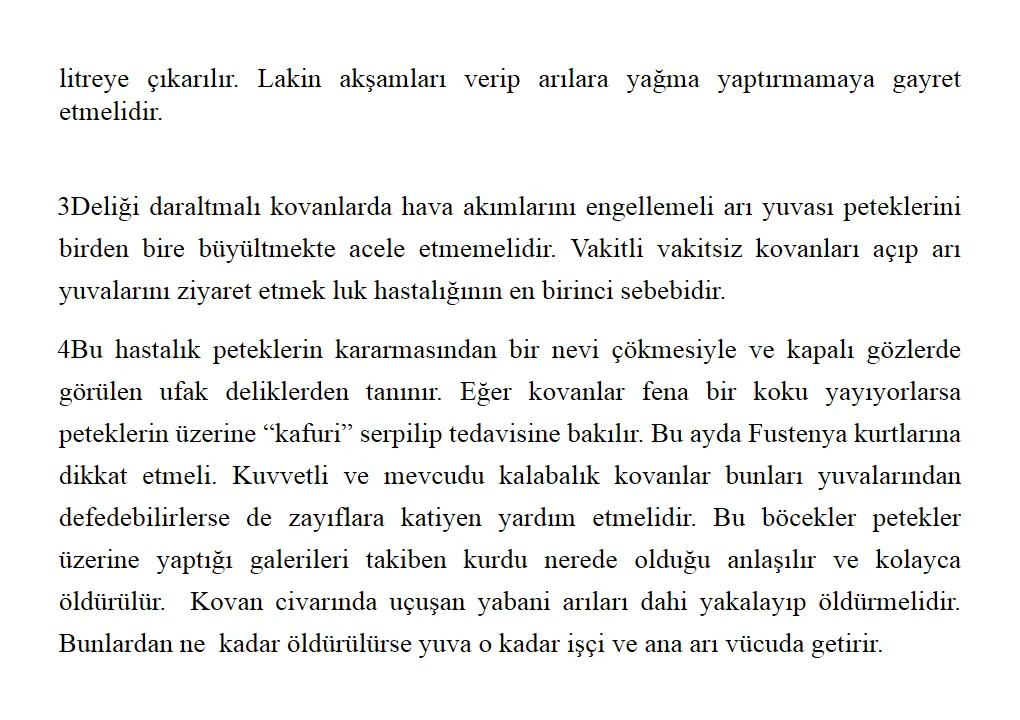 litreye çıkarılır. Lakin akşamları verip arılara yağma yaptırmamaya gayret
etmelidir.
3Deliği daraltmalı kovanlarda hava akımlarını engellemeli arı yuvası peteklerini
birden bire büyültmekte acele etmemelidir. Vakitli vakitsiz kovanları açıp arı
yuvalarını ziyaret etmek luk hastalığının en birinci sebebidir.
4Bu hastalık peteklerin kararmasından bir nevi çökmesiyle ve kapalı gözlerde
görülen ufak deliklerden tanınır. Eğer kovanlar fena bir koku yayıyorlarsa
peteklerin üzerine “kafuri” serpilip tedavisine bakılır. Bu ayda Fustenya kurtlarına
dikkat etmeli. Kuvvetli ve mevcudu kalabalık kovanlar bunları yuvalarından
defedebilirlerse de zayıflara katiyen yardım etmelidir. Bu böcekler petekler
üzerine yaptığı galerileri takiben kurdu nerede olduğu anlaşılır ve kolayca
öldürülür.  Kovan civarında uçuşan yabani arıları dahi yakalayıp öldürmelidir.
Bunlardan ne  kadar öldürülürse yuva o kadar işçi ve ana arı vücuda getirir.